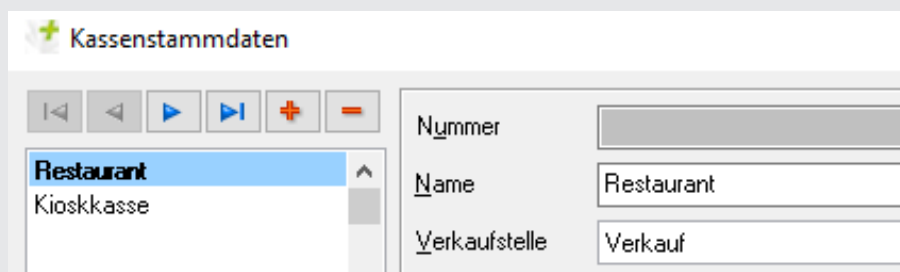 Kassenstammdaten
Nummer
Restaurant
Name Restaurant
Kioskkasse
Verkaufstelle Verkauf